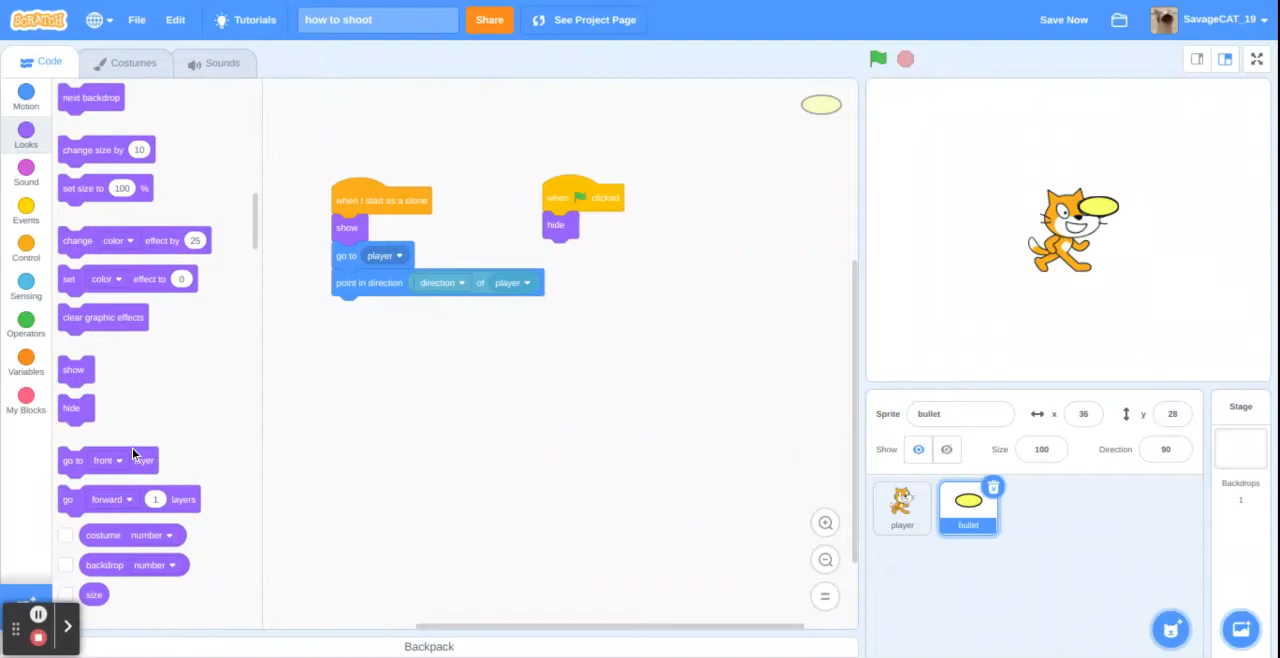 SCRATCH File Edit Tutorials how to shoot Share See Project Page Save Now SavageCAT_19
Code Costumes Sounds
Motion
Looks
Sound
Events
Control
Sensing
Operators
Variables
My Blocks
next backdrop
change size by 10
set size to 100 %
change color effect by 25
set color effect to 0
clear graphic effects
show
hide
go to front layer
go forward 1 layers
costume number
backdrop number
size
when I start as a clone
show
go to player
point in direction direction of player
when clicked
hide
Backpack
Sprite bullet x 36 y 28
Show Size 100 Direction 90
player
bullet
Stage
Backdrops
1